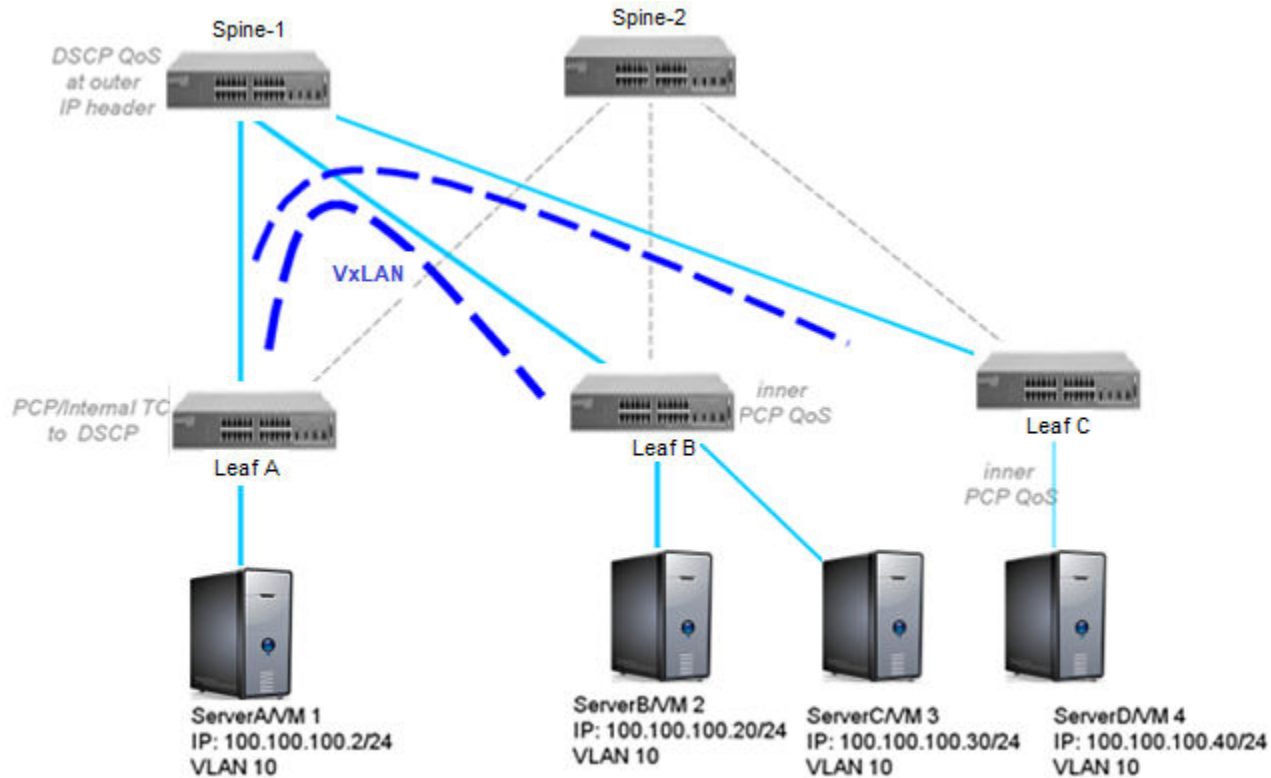 Spine-1
Spine-2
DSCP QoS
at outer
IP header
VxLAN
PCP/Internal TC
to DSCP
Leaf A
inner
PCP QoS
Leaf B
Leaf C
inner
PCP QoS
ServerA/VM 1
IP: 100.100.100.2/24
VLAN 10
ServerB/VM 2
IP: 100.100.100.20/24
VLAN 10
ServerC/VM 3
IP: 100.100.100.30/24
VLAN 10
ServerD/VM 4
IP: 100.100.100.40/24
VLAN 10